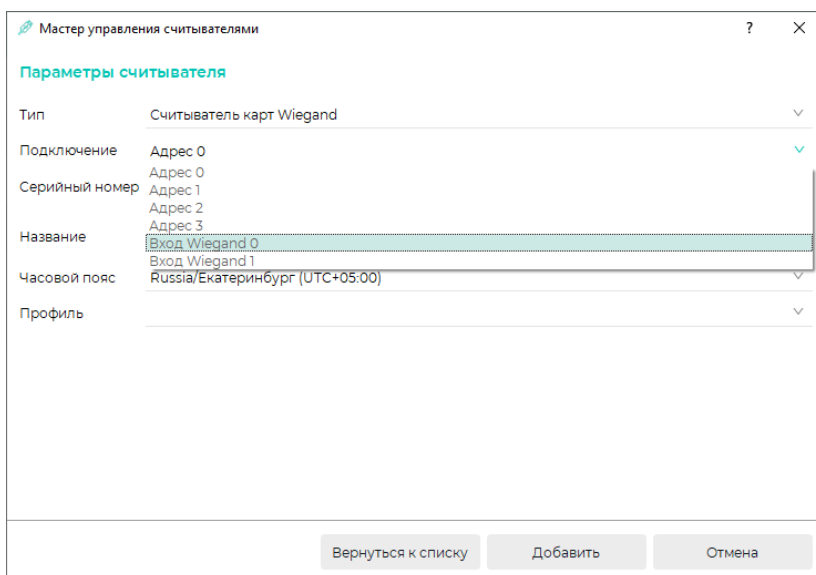 Мастер управления считывателями ?
Параметры считывателя
Тип Считыватель карт Wiegand
Подключение Адрес 0
Адрес 0
Серийный номер Адрес 1
Адрес 2
Адрес 3
Название Вход Wiegand 0
Вход Wiegand 1
Часовой пояс Russia/Екатеринбург (UTC+05:00)
Профиль
Вернуться к списку Добавить Отмена